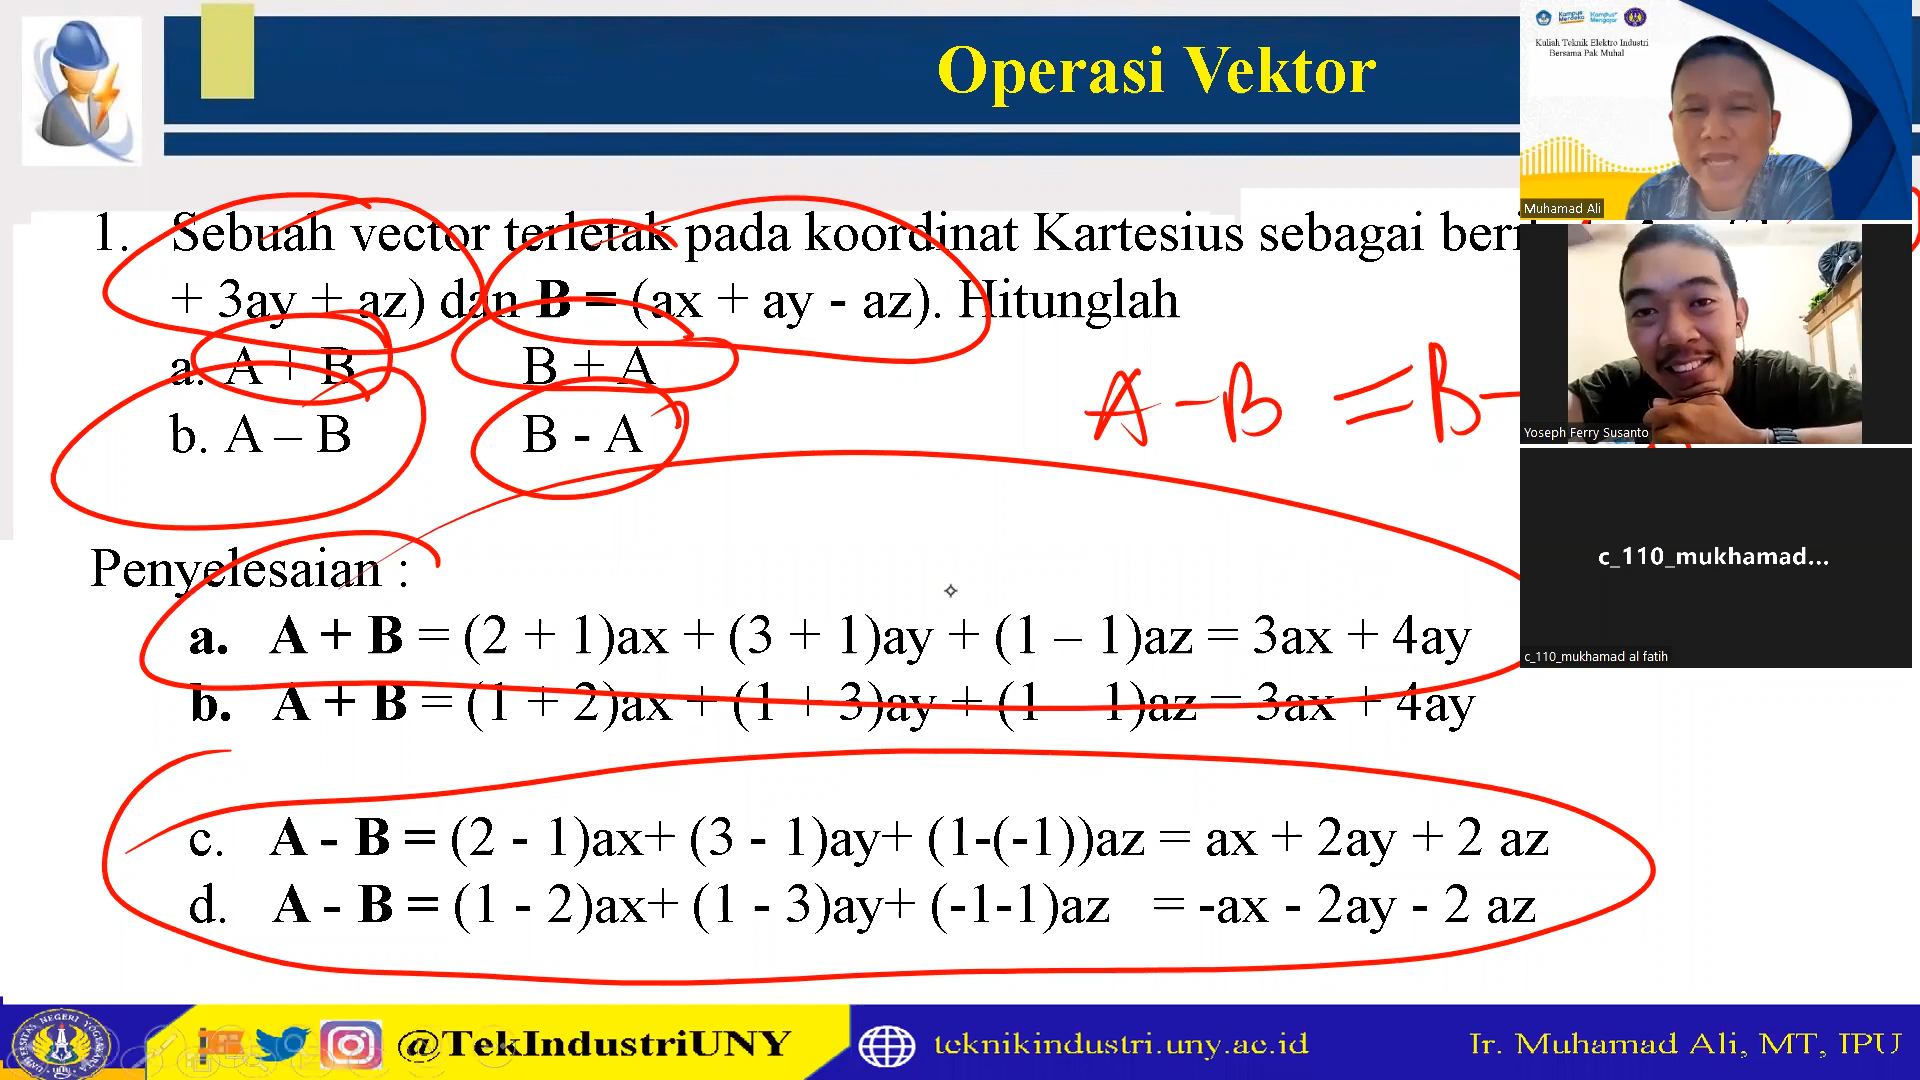 Operasi Vektor
Kampus Merdeka
Kampus Mengajar
Kuliah Teknik Elektro Industri
Bersama Pak Muhal
Muhamad Ali
1. Sebuah vector terletak pada koordinat Kartesius sebagai beri
+ 3ay + az) dan B = (ax + ay - az). Hitunglah
a. A + B B + A
b. A – B B - A
A - B = B -
Yoseph Ferry Susanto
c_110_mukhamad...
c_110_mukhamad al fatih
Penyelesaian :
a. A + B = (2 + 1)ax + (3 + 1)ay + (1 – 1)az = 3ax + 4ay
b. A + B = (1 + 2)ax + (1 + 3)ay + (1 – 1)az = 3ax + 4ay
c. A - B = (2 - 1)ax+ (3 - 1)ay+ (1-(-1))az = ax + 2ay + 2 az
d. A - B = (1 - 2)ax+ (1 - 3)ay+ (-1-1)az = -ax - 2ay - 2 az
@TekIndustriUNY
teknikindustri.uny.ac.id
Ir. Muhamad Ali, MT, IPU